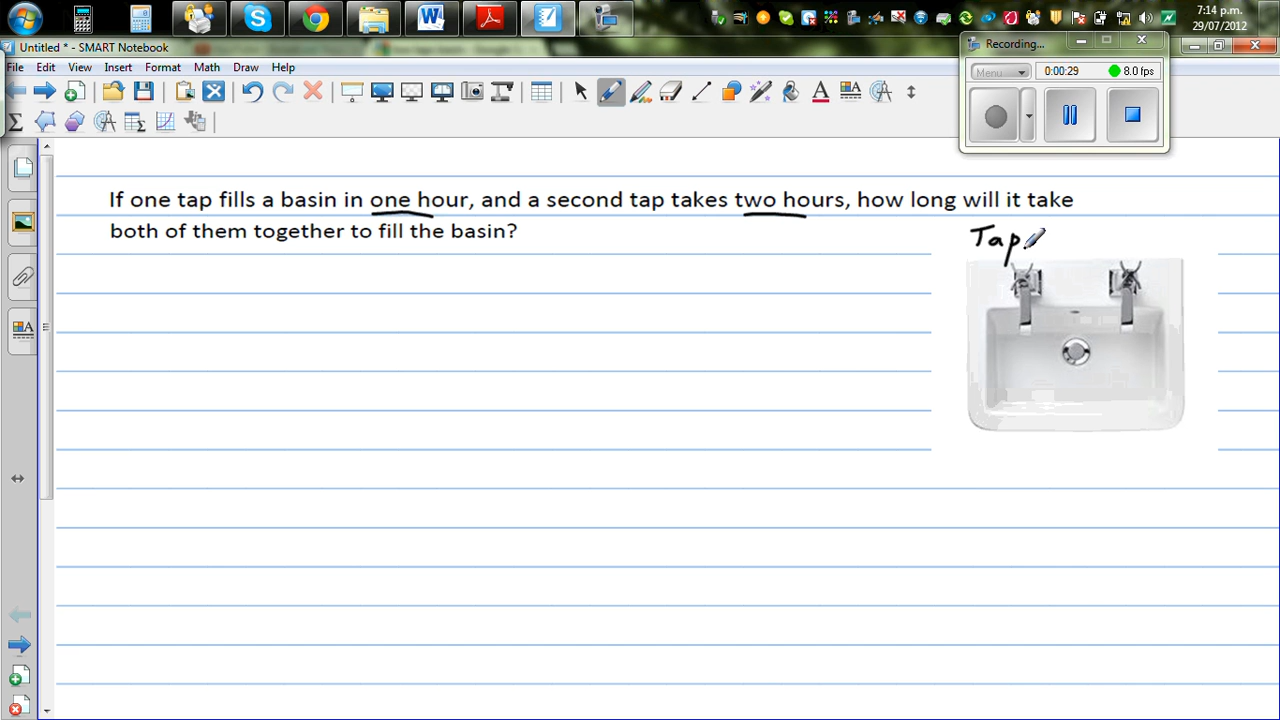 7:14 p.m.
29/07/2012
Untitled * - SMART Notebook
Recording...
File Edit View Insert Format Math Draw Help
Menu
0:00:29
8.0 fps
If one tap fills a basin in one hour, and a second tap takes two hours, how long will it take
both of them together to fill the basin?
Tap